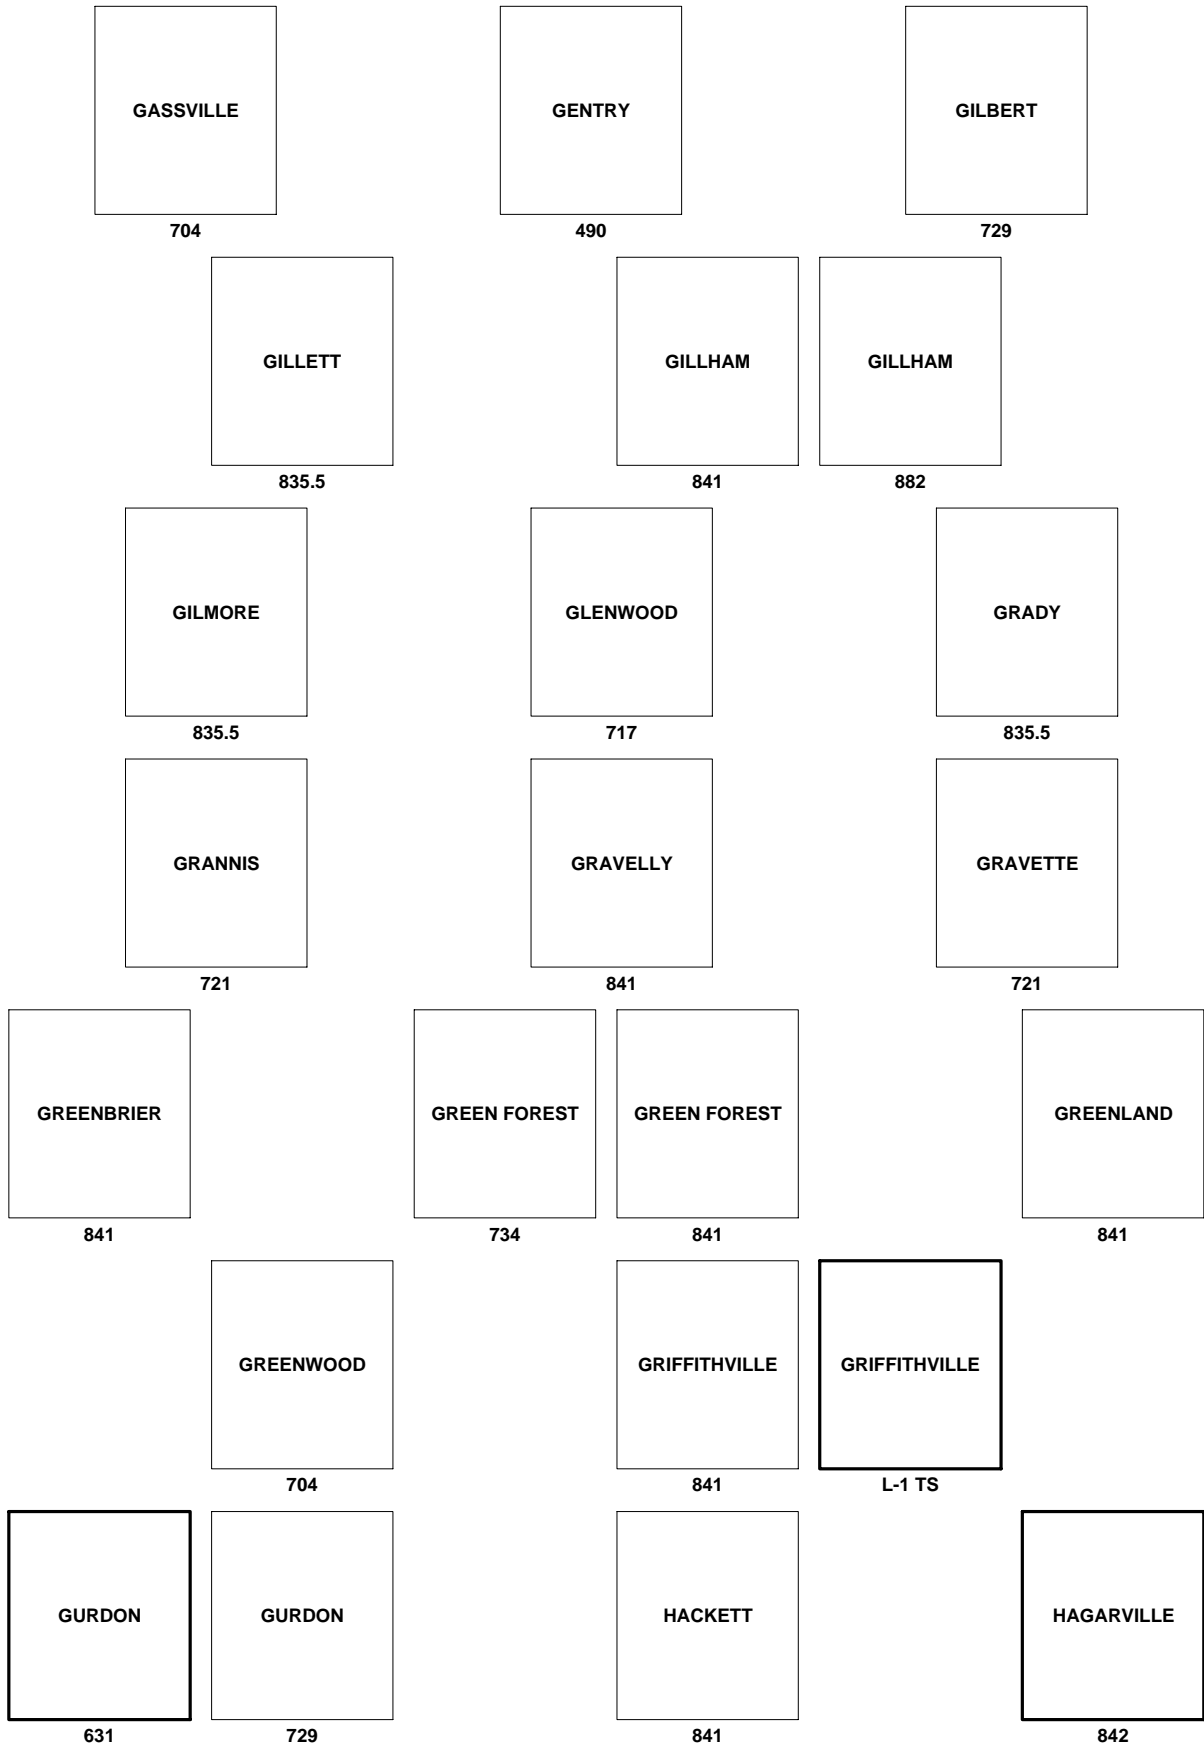 GASSVILLE GENTRY GILBERT
704 490 729
GILLETT GILLHAM GILLHAM
835.5 841 882
GILMORE GLENWOOD GRADY
835.5 717 835.5
GRANNIS GRAVELLY GRAVETTE
721 841 721
GREENBRIER GREEN FOREST GREEN FOREST GREENLAND
841 734 841 841
GREENWOOD GRIFFITHVILLE GRIFFITHVILLE
704 841 L-1 TS
GURDON GURDON HACKETT HAGARVILLE
631 729 841 842